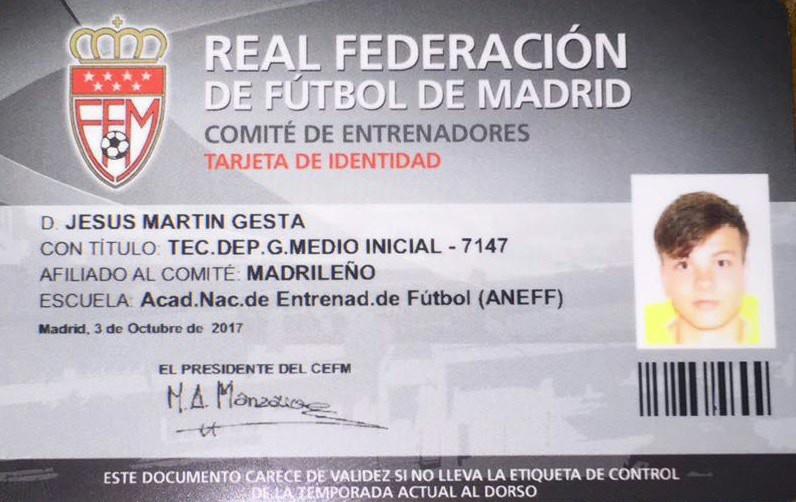 REAL FEDERACIÓN
DE FÚTBOL DE MADRID
COMITÉ DE ENTRENADORES
TARJETA DE IDENTIDAD
FFM
D. JESUS MARTIN GESTA
CON TÍTULO: TEC.DEP.G.MEDIO INICIAL - 7147
AFILIADO AL COMITÉ: MADRILEÑO
ESCUELA: Acad.Nac.de Entrenad.de Fútbol (ANEFF)
Madrid, 3 de Octubre de 2017
EL PRESIDENTE DEL CEFM
ESTE DOCUMENTO CARECE DE VALIDEZ SI NO LLEVA LA ETIQUETA DE CONTROL
DE LA TEMPORADA ACTUAL AL DORSO